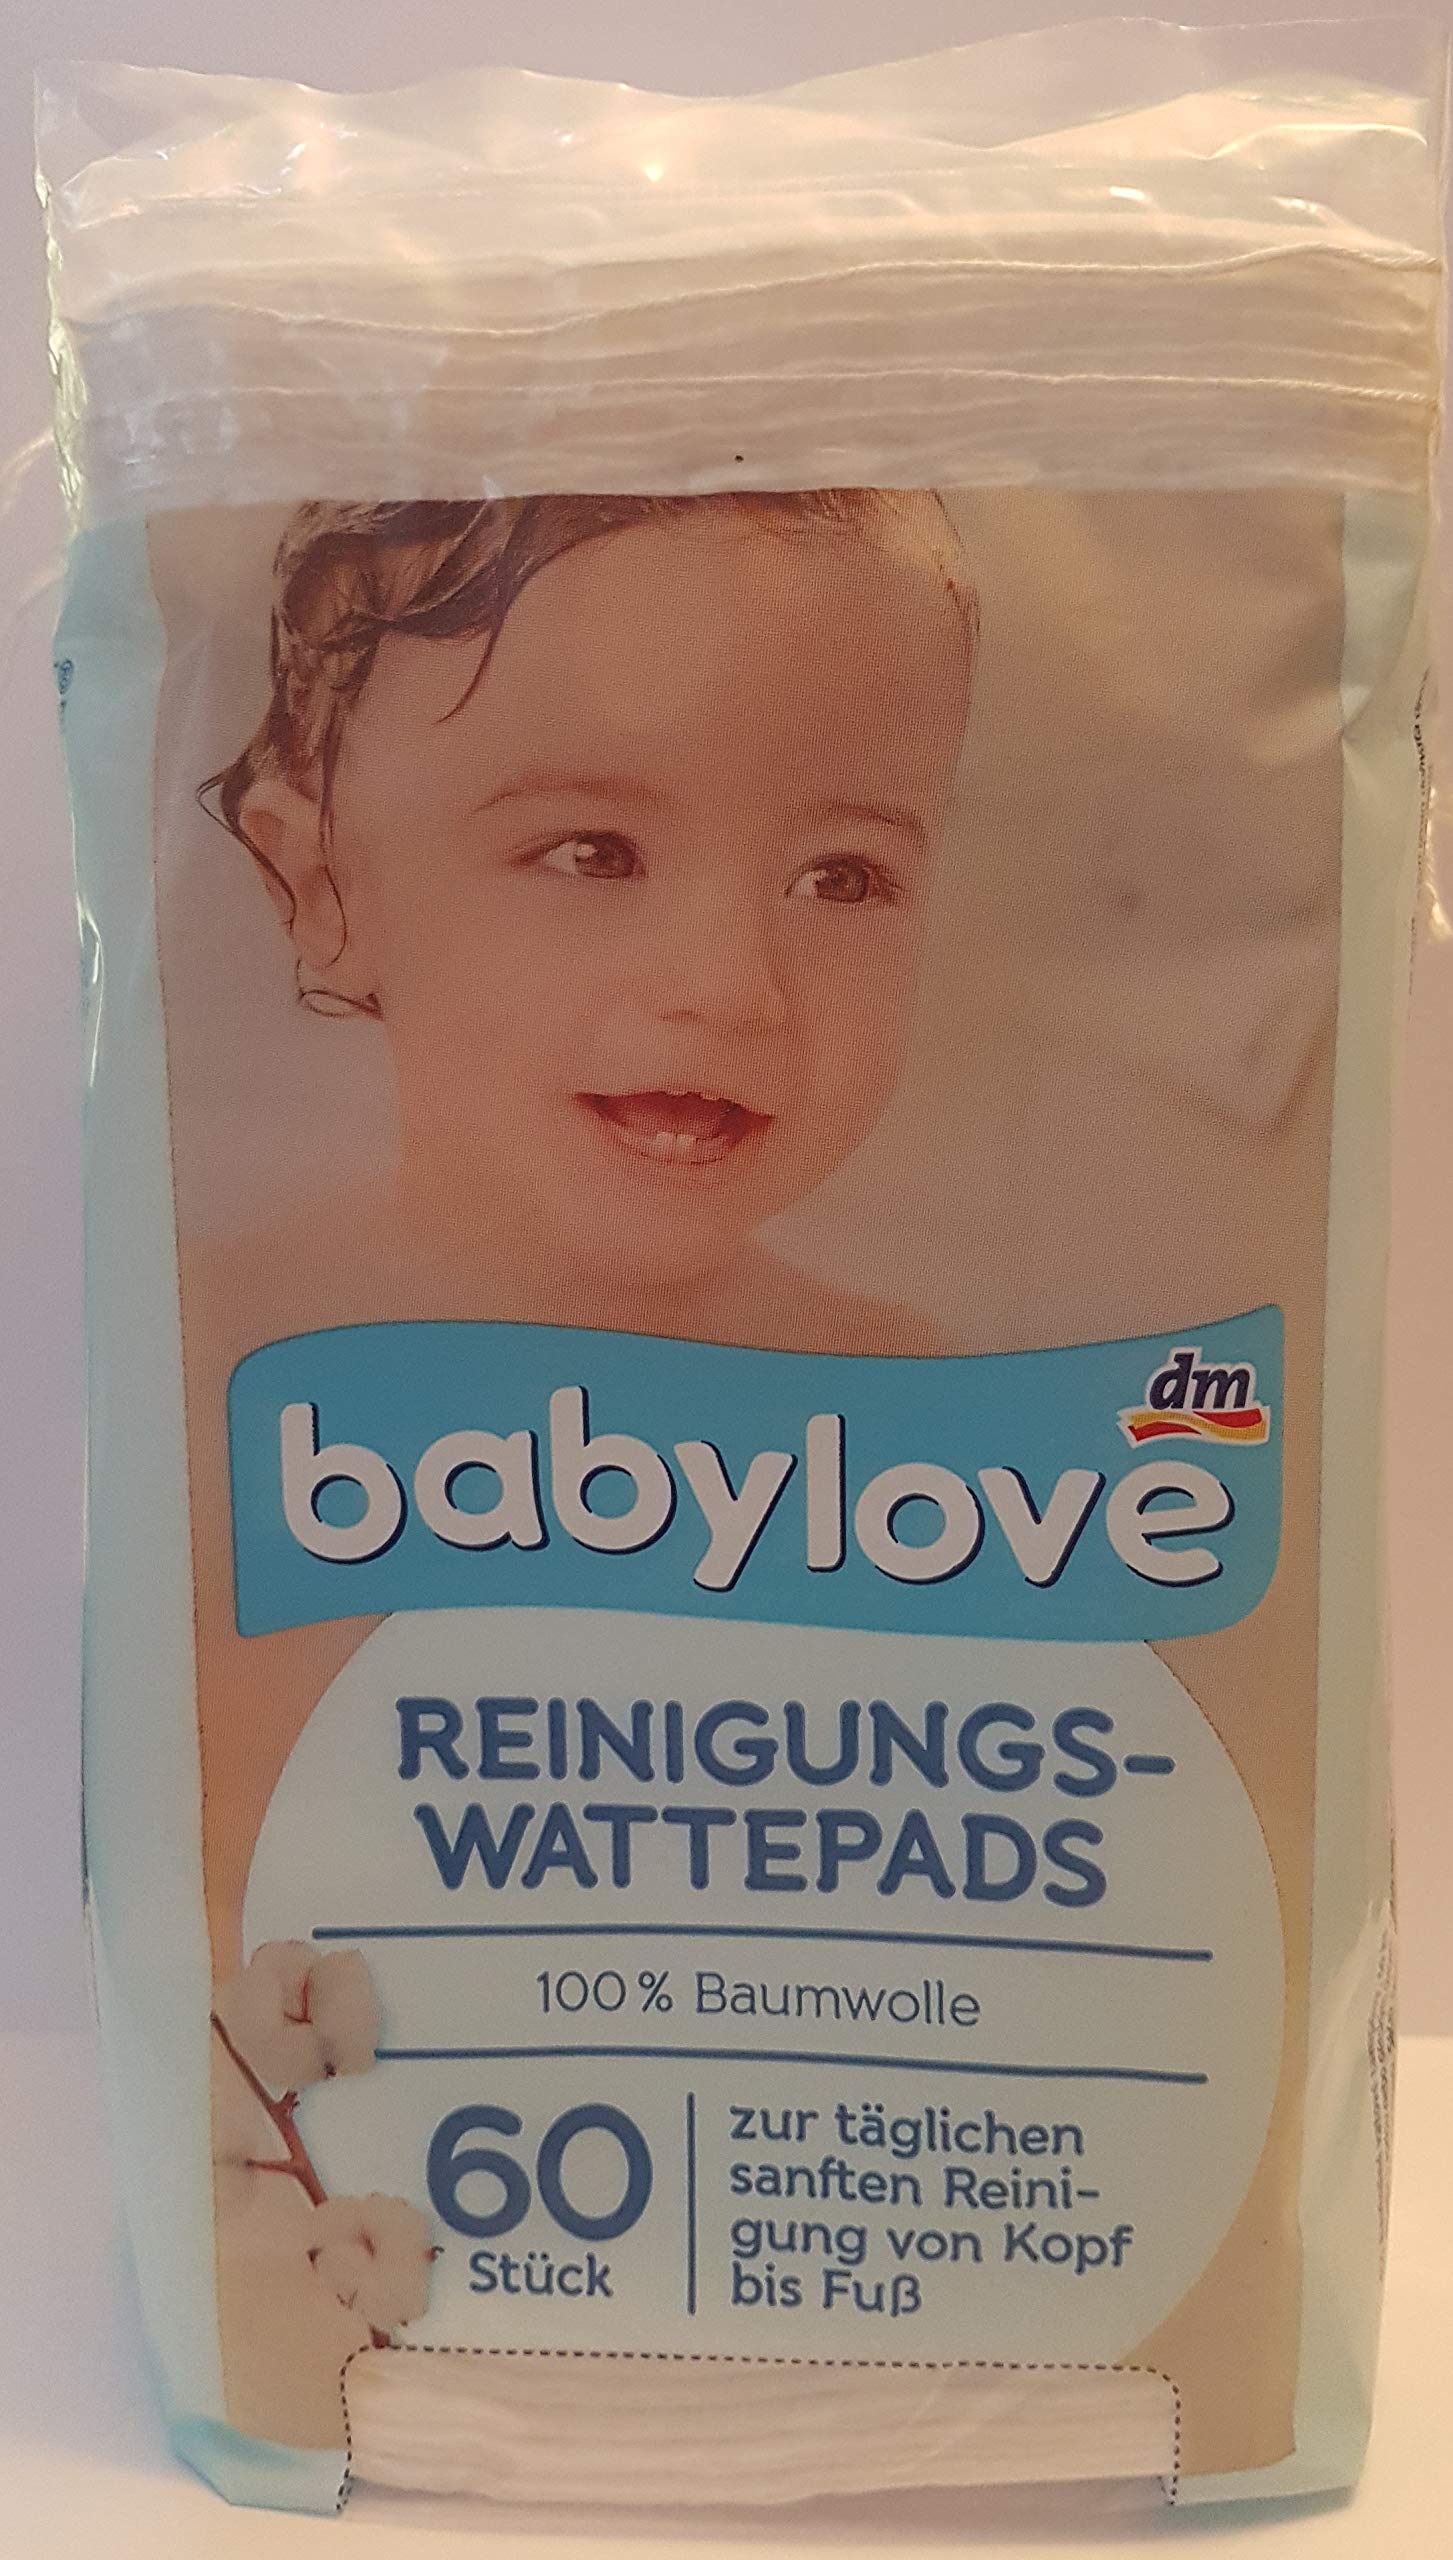 dm
babylove
REINIGUNGS-
WATTEPADS
100 % Baumwolle
60
Stück
zur täglichen
sanften Reini-
gung von Kopf
bis Fuß